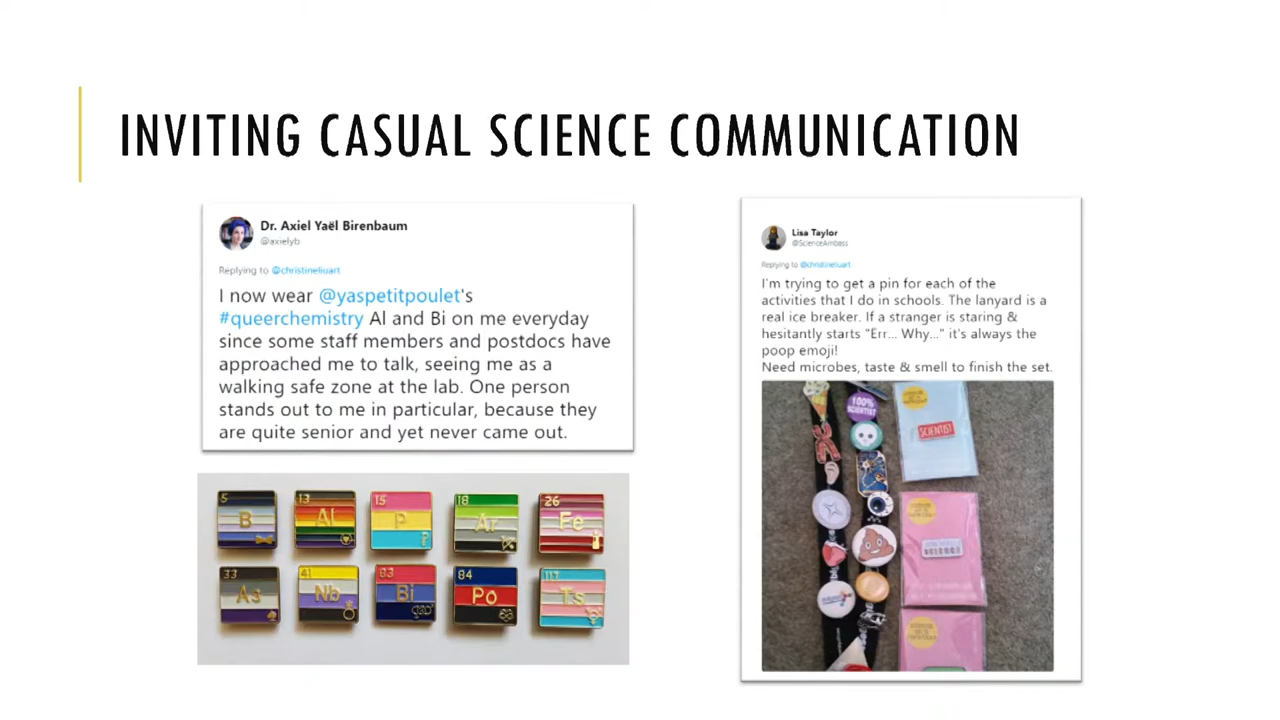 INVITING CASUAL SCIENCE COMMUNICATION
Dr. Axiel Yaël Birenbaum
@axielyb
Replying to @christineliuart
I now wear @yaspetitpoulet's
#queerchemistry Al and Bi on me everyday
since some staff members and postdocs have
approached me to talk, seeing me as a
walking safe zone at the lab. One person
stands out to me in particular, because they
are quite senior and yet never came out.
5
B
13
Al
15
P
18
Ar
26
Fe
33
As
41
Nb
83
Bi
84
Po
117
Ts
Lisa Taylor
@ScienceAmbass
Replying to @christineliuart
I'm trying to get a pin for each of the
activities that I do in schools. The lanyard is a
real ice breaker. If a stranger is staring &
hesitantly starts "Err... Why..." it's always the
poop emoji!
Need microbes, taste & smell to finish the set.
100%
SCIENTIST
SCIENTIST